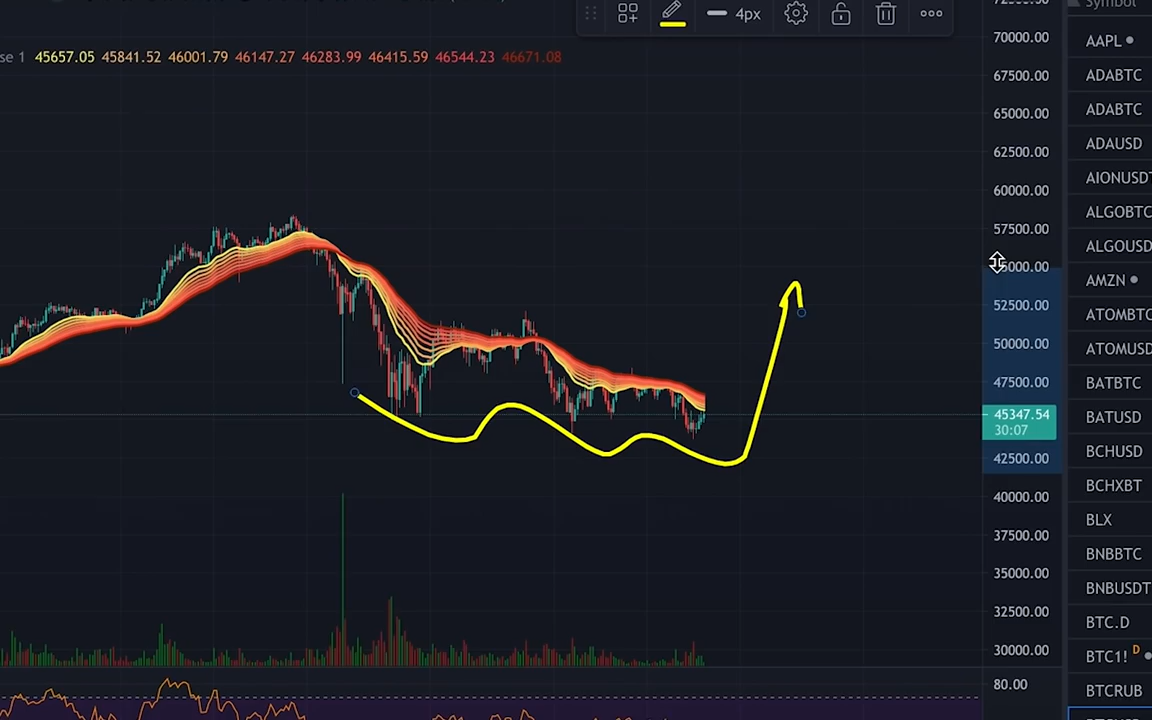 4px
se 1 45657.05 45841.52 46001.79 46147.27 46283.99 46415.59 46544.23 46671.08
70000.00
67500.00
65000.00
62500.00
60000.00
57500.00
52500.00
50000.00
47500.00
45347.54
30:07
42500.00
40000.00
37500.00
35000.00
32500.00
30000.00
80.00
Symbol
AAPL
ADABTC
ADABTC
ADAUSD
AIONUSDT
ALGOBTC
ALGOUSD
AMZN
ATOMBTC
ATOMUSD
BATBTC
BATUSD
BCHUSD
BCHXBT
BLX
BNBBTC
BNBUSDT
BTC.D
BTC1! D
BTCRUB